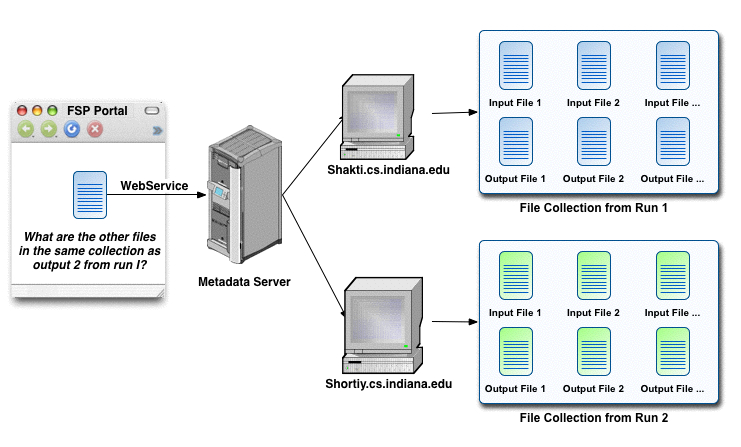 FSP Portal
WebService
What are the other files
in the same collection as
output 2 from run I?
Metadata Server
Shakti.cs.indiana.edu
Shortiy.cs.indiana.edu
Input File 1 Input File 2 Input File ...
Output File 1 Output File 2 Output File ...
File Collection from Run 1
Input File 1 Input File 2 Input File ...
Output File 1 Output File 2 Output File ...
File Collection from Run 2